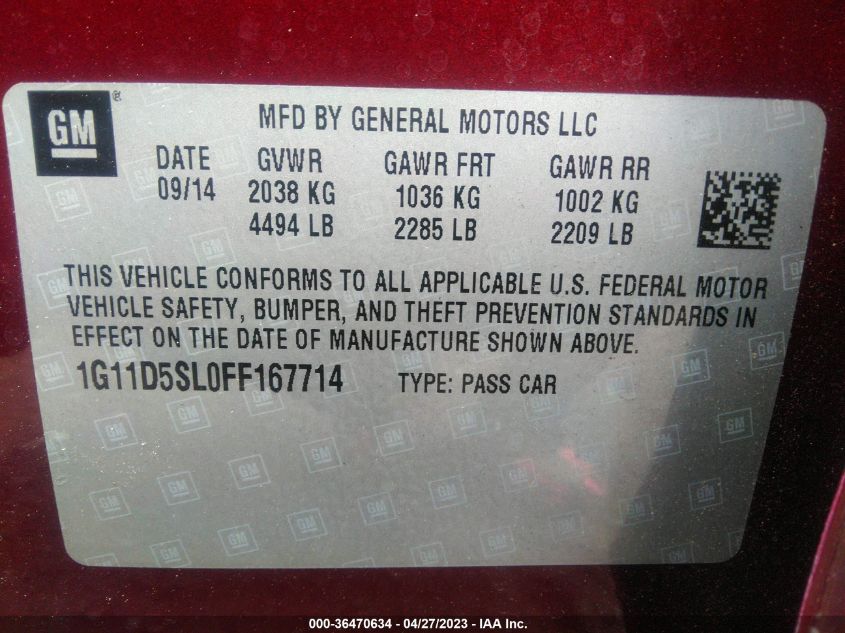 GM ®
MFD BY GENERAL MOTORS LLC
DATE GVWR GAWR FRT GAWR RR
09/14 2038 KG 1036 KG 1002 KG
4494 LB 2285 LB 2209 LB
THIS VEHICLE CONFORMS TO ALL APPLICABLE U.S. FEDERAL MOTOR
VEHICLE SAFETY, BUMPER, AND THEFT PREVENTION STANDARDS IN
EFFECT ON THE DATE OF MANUFACTURE SHOWN ABOVE.
1G11D5SL0FF167714 TYPE: PASS CAR
000-36470634 / 04/27/2023 - IAA Inc.